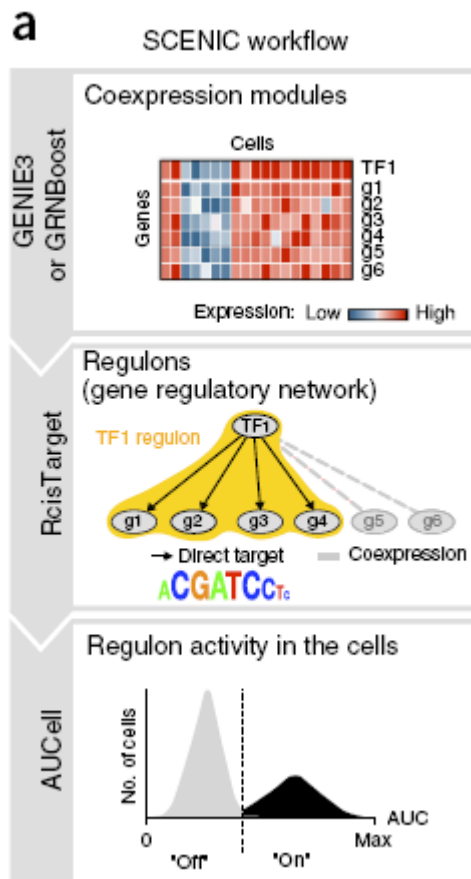 a
SCENIC workflow
GENIE3
or GRNBoost
Coexpression modules
Cells
Genes
TF1
g1
g2
g3
g4
g5
g6
Expression: Low High
RcisTarget
Regulons
(gene regulatory network)
TF1 regulon
TF1
g1 g2 g3 g4 g5 g6
Direct target Coexpression
ACGATCCTc
AUCell
Regulon activity in the cells
No. of cells
AUC
0 Max
"Off" "On"